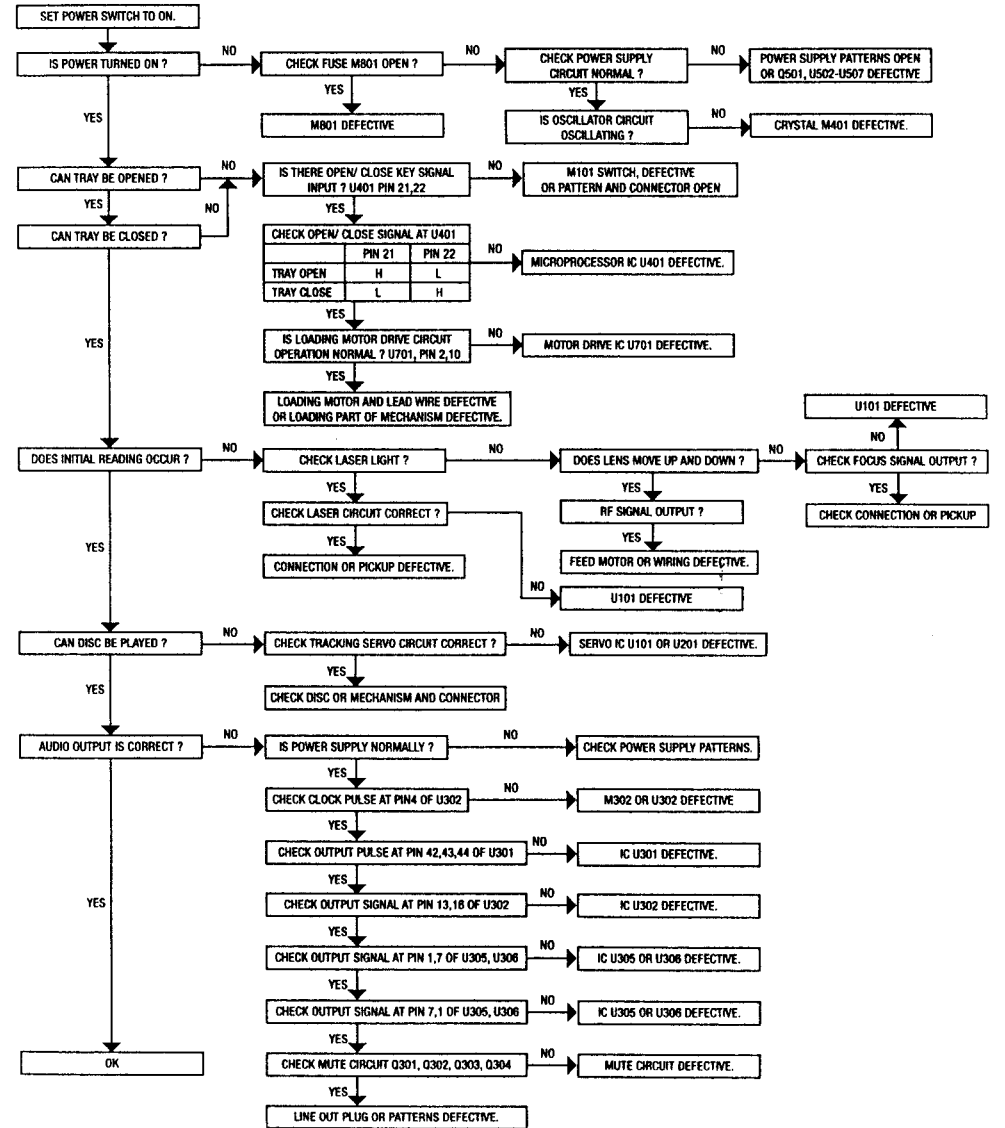 SET POWER SWITCH TO ON.
IS POWER TURNED ON ?
NO
CHECK FUSE M801 OPEN ?
NO
CHECK POWER SUPPLY
CIRCUIT NORMAL ?
NO
POWER SUPPLY PATTERNS OPEN
OR Q501, U502-U507 DEFECTIVE
YES
YES
YES
M801 DEFECTIVE
IS OSCILLATOR CIRCUIT
OSCILLATING ?
NO
CRYSTAL M401 DEFECTIVE.
CAN TRAY BE OPENED ?
NO
IS THERE OPEN/ CLOSE KEY SIGNAL
INPUT ? U401 PIN 21,22
NO
M101 SWITCH, DEFECTIVE
OR PATTERN AND CONNECTOR OPEN
YES
NO
YES
CAN TRAY BE CLOSED ?
CHECK OPEN/ CLOSE SIGNAL AT U401
PIN 21 PIN 22
TRAY OPEN H L
TRAY CLOSE L H
NO
MICROPROCESSOR IC U401 DEFECTIVE.
YES
YES
IS LOADING MOTOR DRIVE CIRCUIT
OPERATION NORMAL ? U701, PIN 2,10
NO
MOTOR DRIVE IC U701 DEFECTIVE.
YES
LOADING MOTOR AND LEAD WIRE DEFECTIVE
OR LOADING PART OF MECHANISM DEFECTIVE.
U101 DEFECTIVE
NO
DOES INITIAL READING OCCUR ?
NO
CHECK LASER LIGHT ?
NO
DOES LENS MOVE UP AND DOWN ?
NO
CHECK FOCUS SIGNAL OUTPUT ?
YES
YES
YES
CHECK LASER CIRCUIT CORRECT ?
RF SIGNAL OUTPUT ?
CHECK CONNECTION OR PICKUP
YES
YES
YES
CONNECTION OR PICKUP DEFECTIVE.
FEED MOTOR OR WIRING DEFECTIVE.
NO
U101 DEFECTIVE
CAN DISC BE PLAYED ?
NO
CHECK TRACKING SERVO CIRCUIT CORRECT ?
NO
SERVO IC U101 OR U201 DEFECTIVE.
YES
YES
CHECK DISC OR MECHANISM AND CONNECTOR
AUDIO OUTPUT IS CORRECT ?
NO
IS POWER SUPPLY NORMALLY ?
NO
CHECK POWER SUPPLY PATTERNS.
YES
CHECK CLOCK PULSE AT PIN4 OF U302
NO
M302 OR U302 DEFECTIVE
YES
CHECK OUTPUT PULSE AT PIN 42,43,44 OF U301
NO
IC U301 DEFECTIVE.
YES
YES
CHECK OUTPUT SIGNAL AT PIN 13,16 OF U302
NO
IC U302 DEFECTIVE.
YES
CHECK OUTPUT SIGNAL AT PIN 1,7 OF U305, U306
NO
IC U305 OR U306 DEFECTIVE.
YES
CHECK OUTPUT SIGNAL AT PIN 7,1 OF U305, U306
NO
IC U305 OR U306 DEFECTIVE.
YES
OK
CHECK MUTE CIRCUIT Q301, Q302, Q303, Q304
NO
MUTE CIRCUIT DEFECTIVE.
YES
LINE OUT PLUG OR PATTERNS DEFECTIVE.